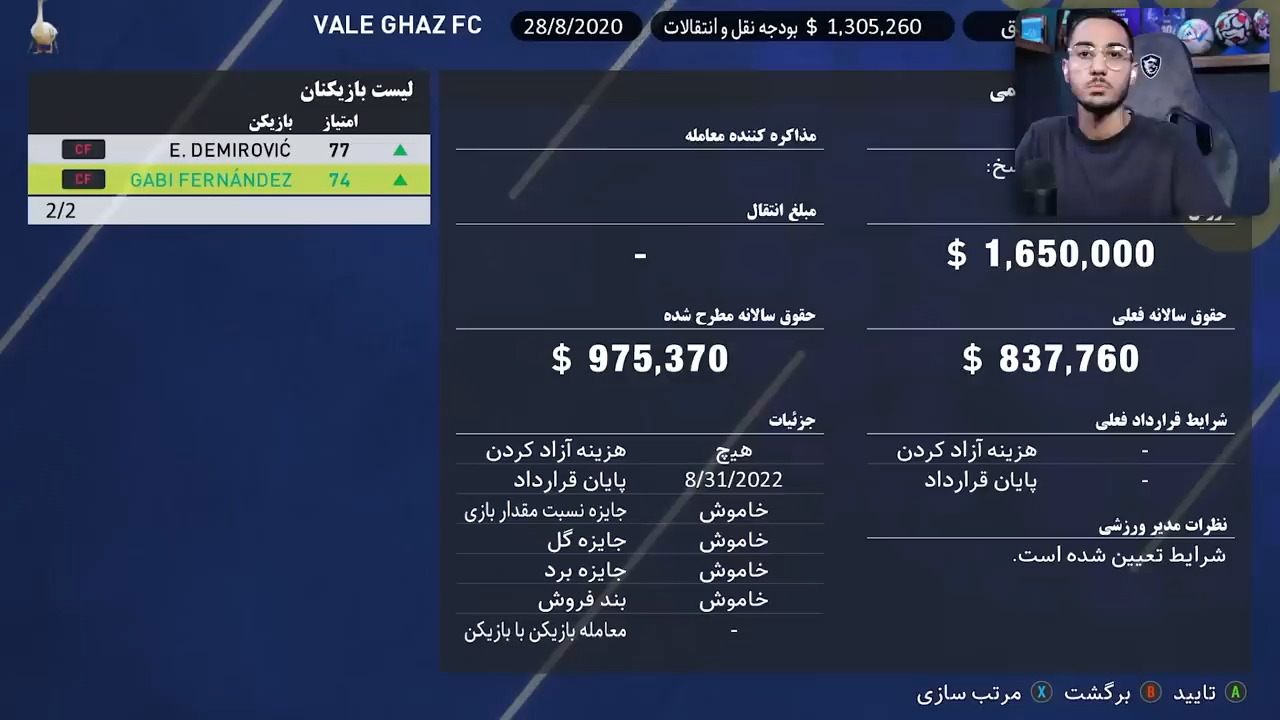 VALE GHAZ FC
28/8/2020
بودجه نقل و انتقالات $ 1,305,260
لیست بازیکنان
بازیکن امتیاز
CF E. DEMIROVIĆ 77
CF GABI FERNÁNDEZ 74
2/2
مذاکره کننده معامله
مبلغ انتقال
-
$ 1,650,000
حقوق سالانه فعلی
$ 837,760
حقوق سالانه مطرح شده
$ 975,370
شرایط قرارداد فعلی
هزینه آزاد کردن -
پایان قرارداد -
نظرات مدیر ورزشی
شرایط تعیین شده است.
جزئیات
هزینه آزاد کردن هیچ
پایان قرارداد 8/31/2022
جایزه نسبت مقدار بازی خاموش
جایزه گل خاموش
جایزه برد خاموش
بند فروش خاموش
معامله بازیکن با بازیکن -
A تایید B برگشت X مرتب سازی